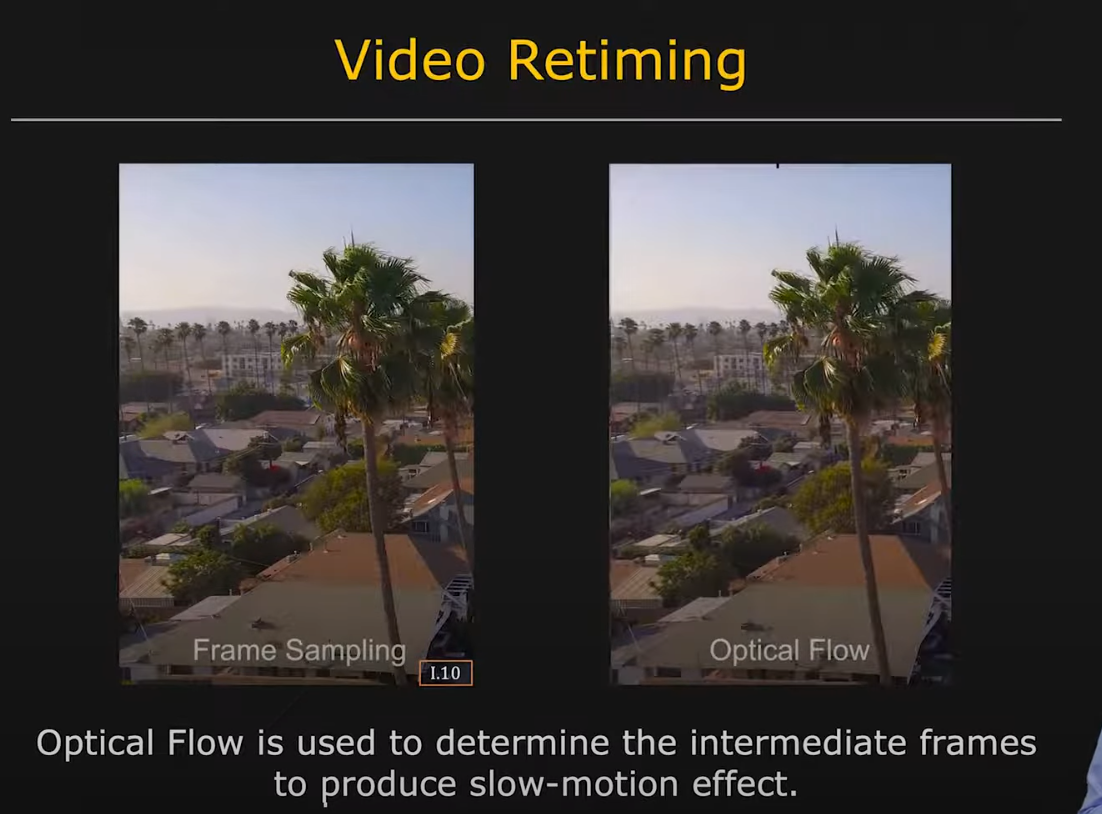 Video Retiming
Frame Sampling
I.10
Optical Flow
Optical Flow is used to determine the intermediate frames
to produce slow-motion effect.